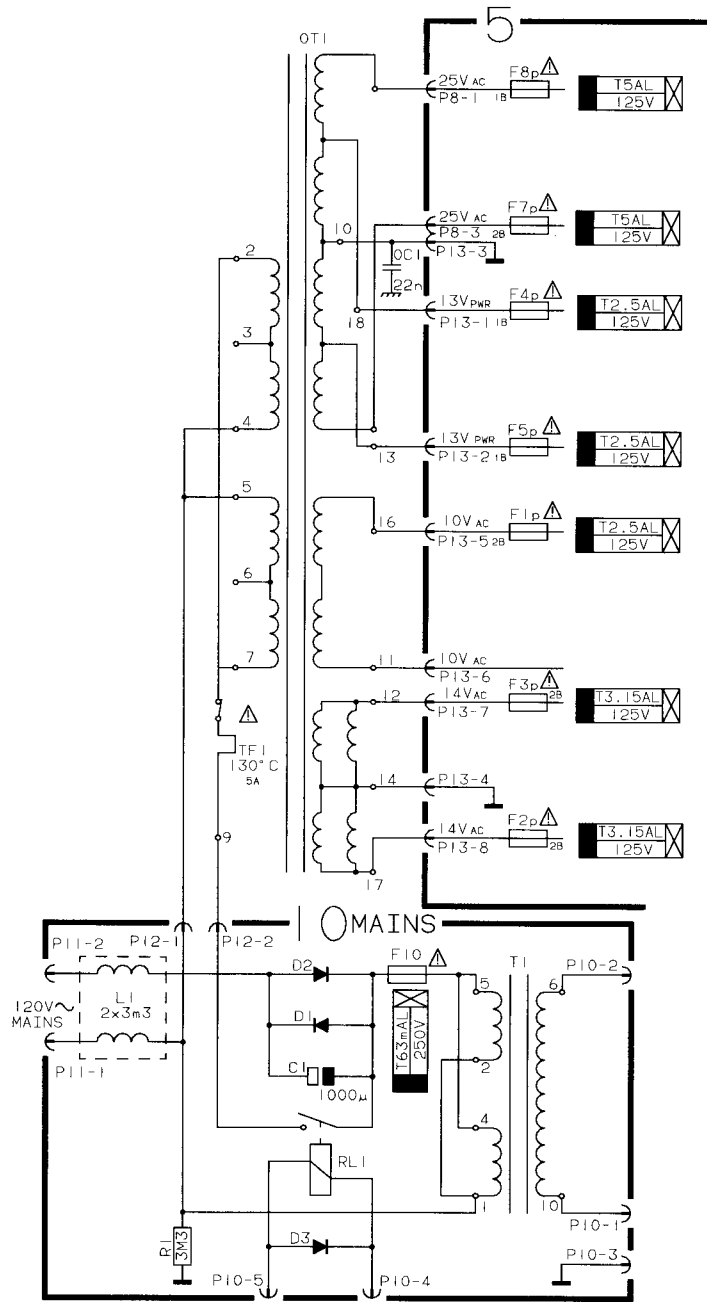 5
OT1
25V AC
P8-1
1B
F8p
T5AL
125V
25V AC
P8-3
2B
P13-3
F7p
T5AL
125V
10
OC1
22n
2
3
4
18
13V PWR
P13-1
1B
F4p
T2.5AL
125V
13
13V PWR
P13-2
1B
F5p
T2.5AL
125V
5
6
7
16
10V AC
P13-5
2B
F1p
T2.5AL
125V
11
10V AC
P13-6
12
14V AC
P13-7
F3p
2B
T3.15AL
125V
TF1
130°C
5A
14
P13-4
9
17
14V AC
P13-8
F2p
2B
T3.15AL
125V
10 MAINS
P11-2
P12-1
P12-2
120V~
MAINS
L1
2x3m3
P11-1
D2
D1
C1
1000μ
F10
T63mAL
250V
T1
5
2
4
1
6
10
P10-2
RL1
R1
3M3
D3
P10-5
P10-4
P10-1
P10-3